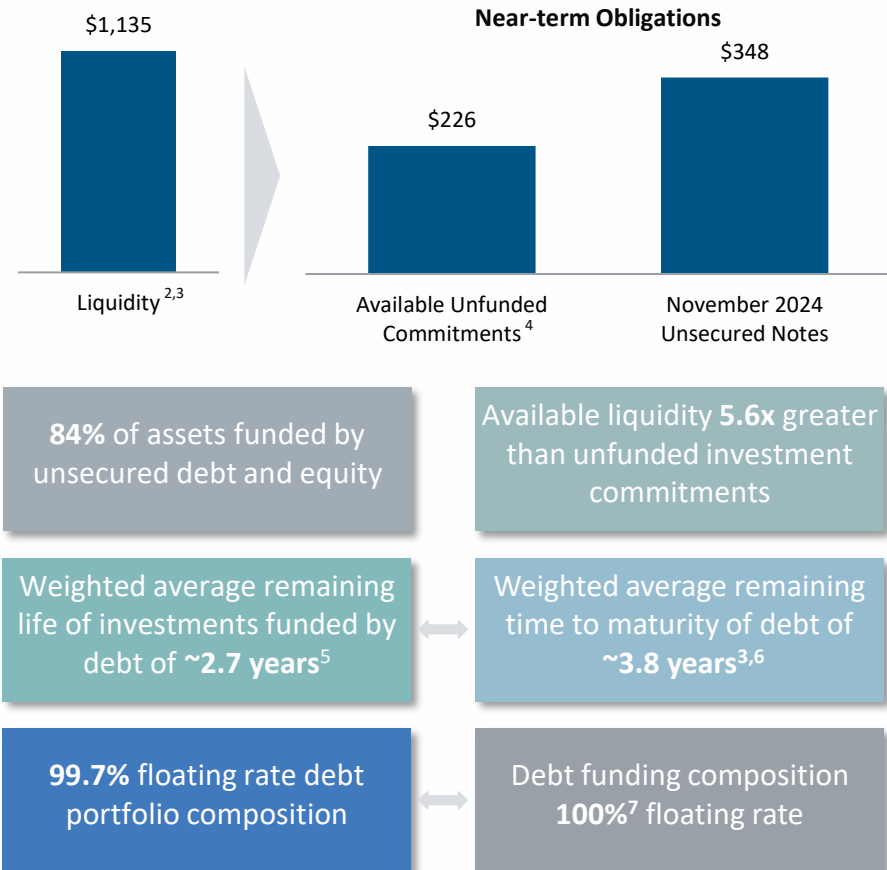 Near-term Obligations
$1,135
$348
$226
Liquidity 2,3
Available Unfunded
Commitments 4
November 2024
Unsecured Notes
84% of assets funded by
unsecured debt and equity
Available liquidity 5.6x greater
than unfunded investment
commitments
Weighted average remaining
life of investments funded by
debt of ~2.7 years5
Weighted average remaining
time to maturity of debt of
~3.8 years3,6
99.7% floating rate debt
portfolio composition
Debt funding composition
100%7 floating rate